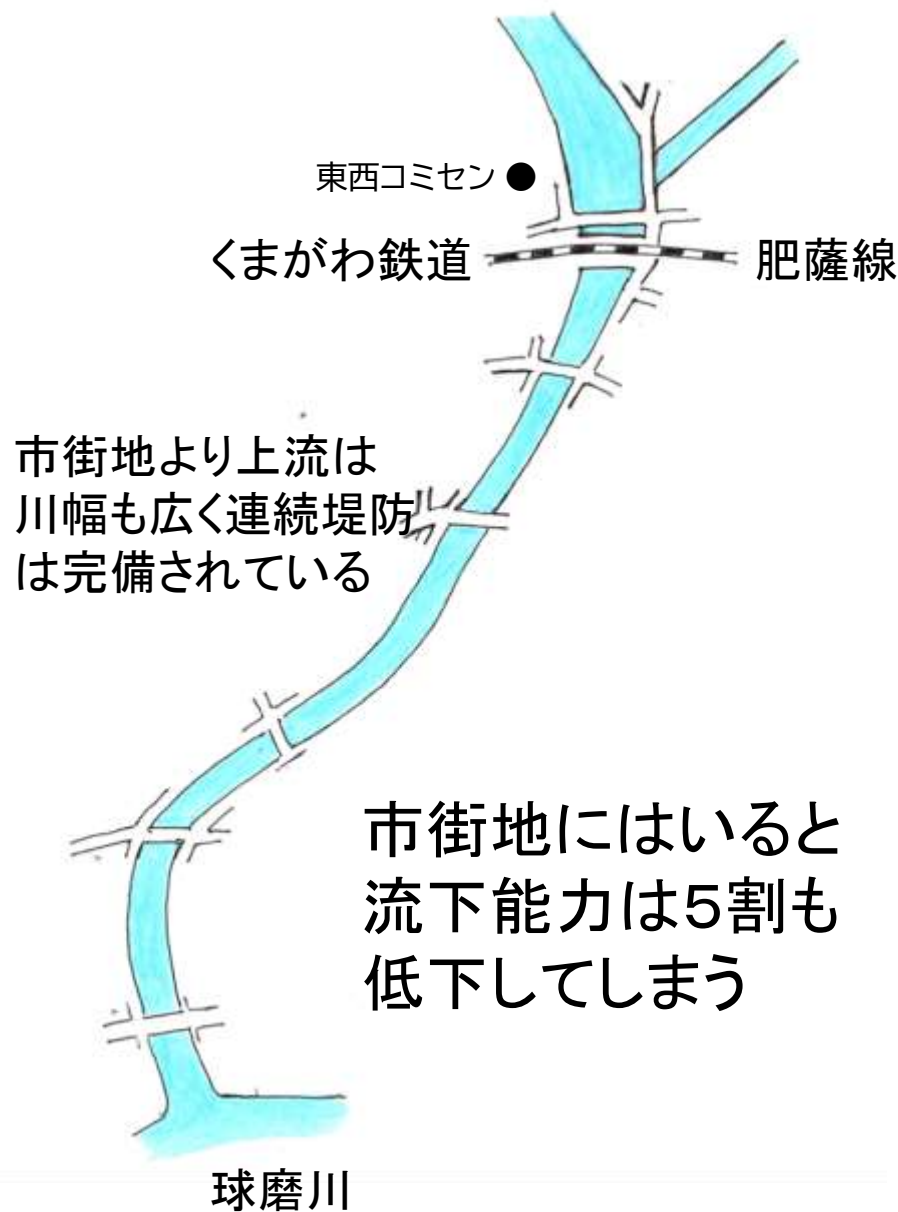 東西コミセン
くまがわ鉄道
肥薩線
市街地より上流は
川幅も広く連続堤防
は完備されている
市街地にはいると
流下能力は5割も
低下してしまう
球磨川